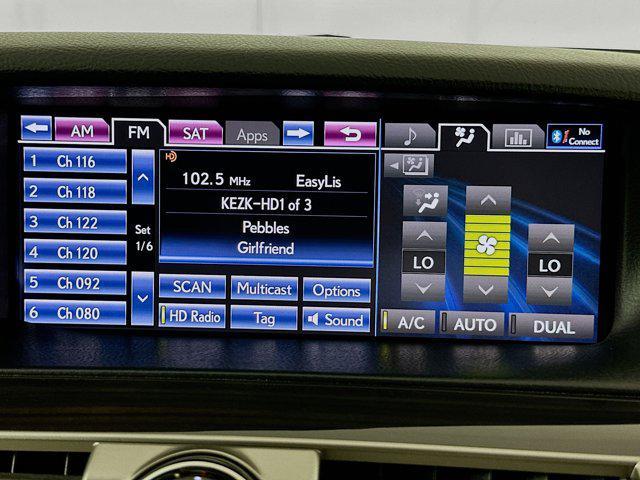 AM FM SAT Apps No Connect
1 Ch 116
2 Ch 118
3 Ch 122
4 Ch 120
5 Ch 092
6 Ch 080
Set
1/6
HD
102.5 MHz EasyLis
KEZK-HD1 of 3
Pebbles
Girlfriend
SCAN Multicast Options
HD Radio Tag Sound
LO LO
A/C AUTO DUAL